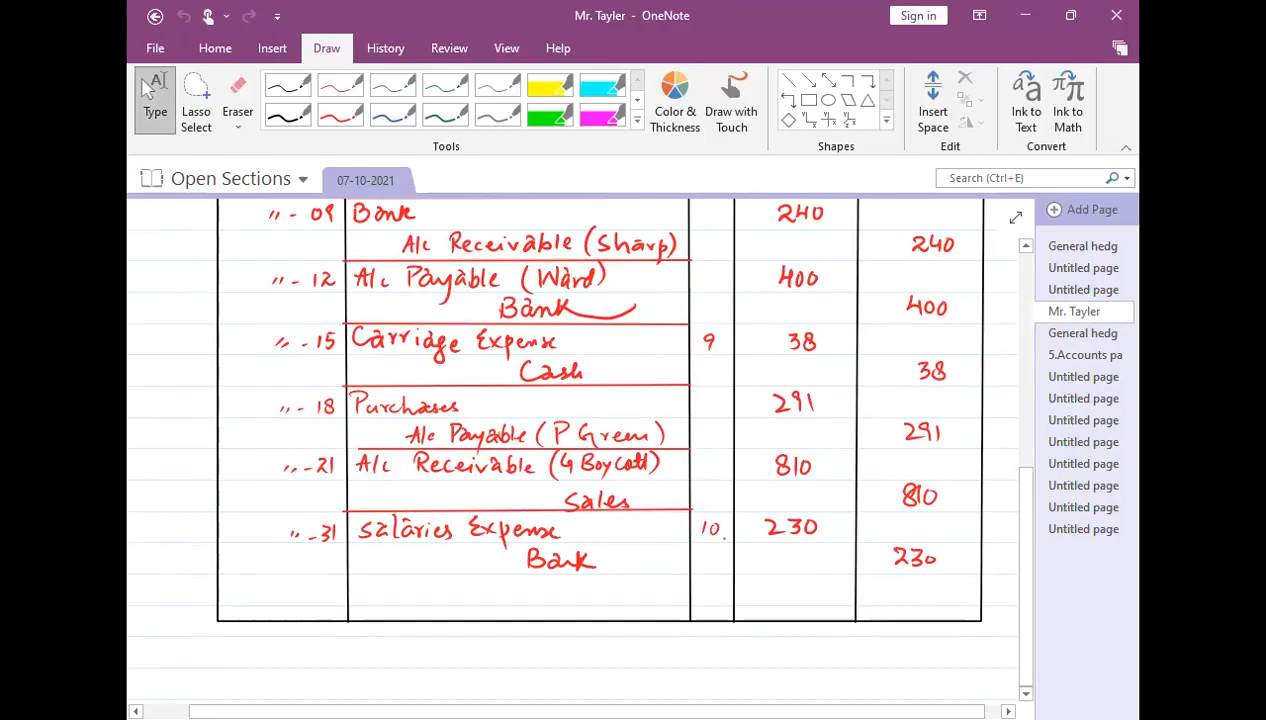 Mr. Tayler - OneNote
Sign in
File Home Insert Draw History Review View Help
Type
Lasso Select
Eraser
Color & Thickness
Draw with Touch
Insert Space
Ink to Text
Ink to Math
Tools
Shapes
Edit
Convert
Open Sections
07-10-2021
Search (Ctrl+E)
Add Page
General hedg
Untitled page
Untitled page
Mr. Tayler
General hedg
5.Accounts pa
Untitled page
Untitled page
Untitled page
Untitled page
Untitled page
Untitled page
Untitled page
Untitled page
" - 09 Bank 240
A/c Receivable (Sharp) 240
" - 12 A/c Payable (Ward) 400
Bank 400
" - 15 Carriage Expense 9 38
Cash 38
" - 18 Purchases 291
A/c Payable (P Green) 291
" - 21 A/c Receivable (G Boycott) 810
Sales 810
" - 31 Salaries Expense 10. 230
Bank 230